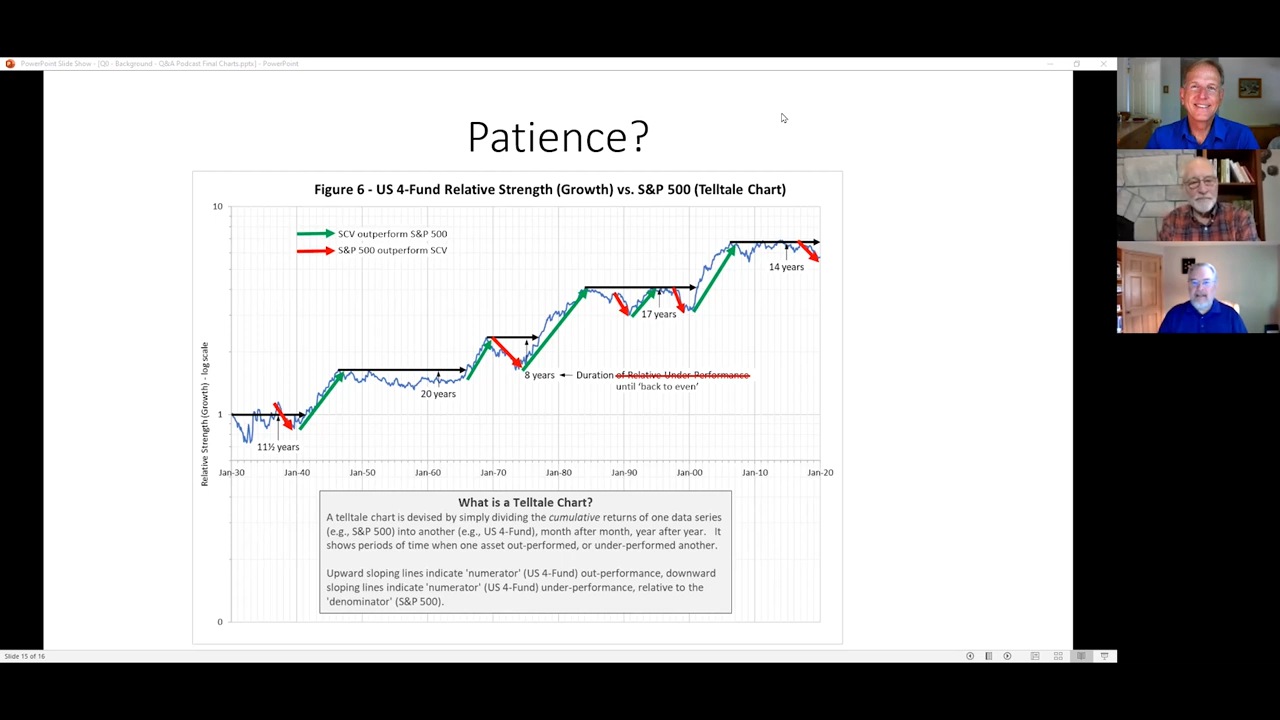 PowerPoint Slide Show - [Q0 - Background - Q&A Podcast Final Charts.pptx] - PowerPoint
Patience?
Figure 6 - US 4-Fund Relative Strength (Growth) vs. S&P 500 (Telltale Chart)
10
SCV outperform S&P 500
S&P 500 outperform SCV
14 years
17 years
8 years
Duration of Relative Under-Performance
until 'back to even'
20 years
1
11½ years
Relative Strength (Growth) - log scale
Jan-30 Jan-40 Jan-50 Jan-60 Jan-70 Jan-80 Jan-90 Jan-00 Jan-10 Jan-20
What is a Telltale Chart?
A telltale chart is devised by simply dividing the cumulative returns of one data series
(e.g., S&P 500) into another (e.g., US 4-Fund), month after month, year after year. It
shows periods of time when one asset out-performed, or under-performed another.
Upward sloping lines indicate 'numerator' (US 4-Fund) out-performance, downward
sloping lines indicate 'numerator' (US 4-Fund) under-performance, relative to the
'denominator' (S&P 500).
0
Slide 15 of 16